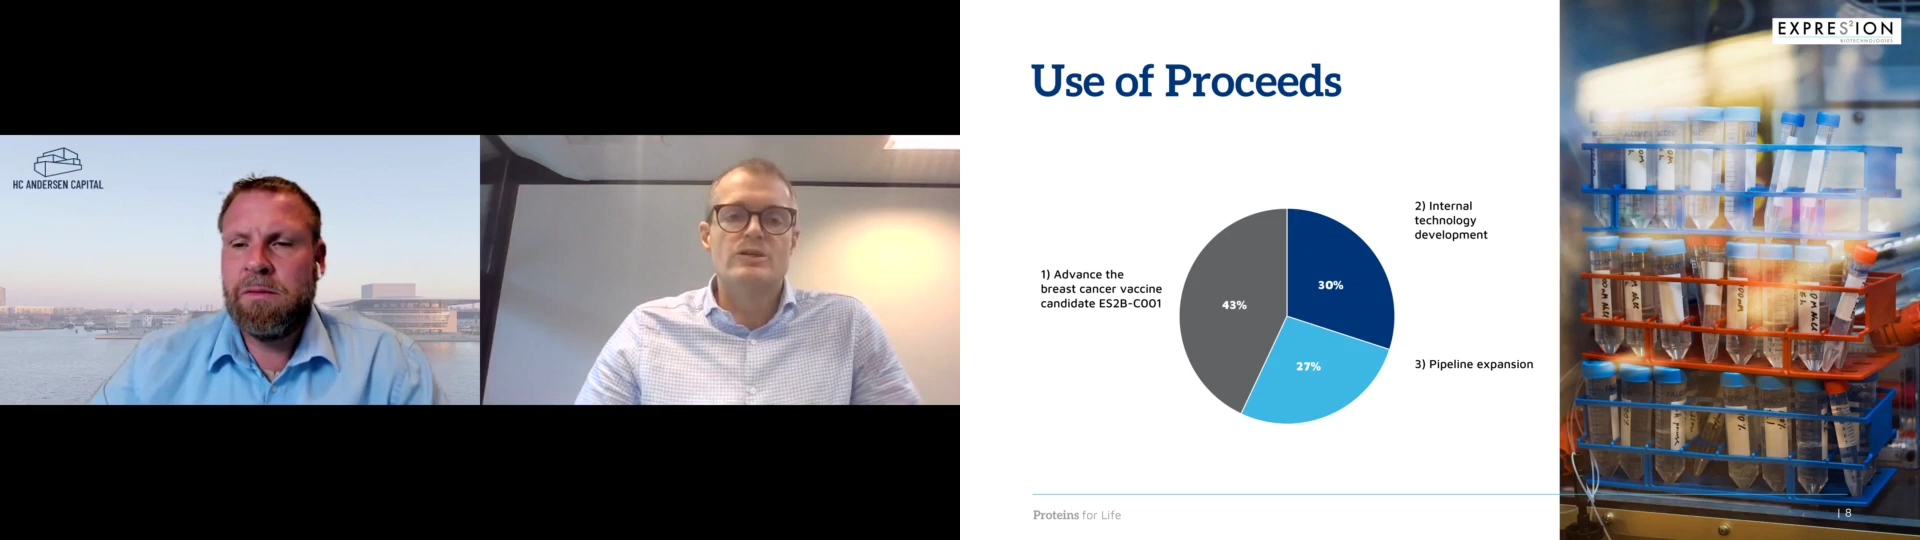 HC ANDERSEN CAPITAL
EXPRES²ION
BIOTECHNOLOGIES
Use of Proceeds
2) Internal
technology
development
1) Advance the
breast cancer vaccine
candidate ES2B-C001
30%
43%
27%
3) Pipeline expansion
Proteins for Life
| 8